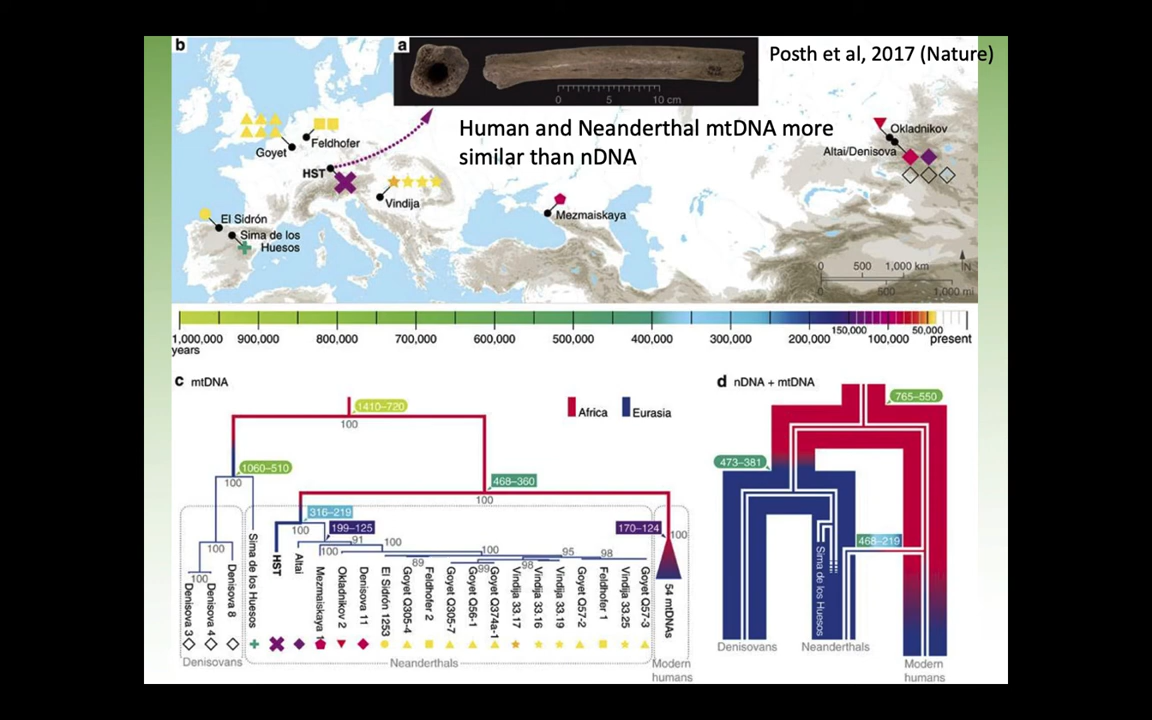 b
a
Posth et al, 2017 (Nature)
0 5 10 cm
Human and Neanderthal mtDNA more
similar than nDNA
Goyet
Feldhofer
HST
Vindija
El Sidrón
Sima de los
Huesos
Mezmaiskaya
Okladnikov
Altai/Denisova
N
0 500 1,000 km
0 500 1,000 mi
1,000,000 900,000 800,000 700,000 600,000 500,000 400,000 300,000 200,000 150,000 100,000 50,000 present
years
c mtDNA
1410–720
100
Africa
Eurasia
1060–510
100
468–360
100
316–219
100
199–125
170–124
100
100
100
91
100
100
89
99
98
95
98
Denisova 3
Denisova 4
Denisova 8
Sima de los Huesos
HST
Altai
Mezmaiskaya 1
Okladnikov 2
Denisova 11
El Sidrón 1253
Goyet Q305-4
Feldhofer 2
Goyet Q305-7
Goyet Q56-1
Goyet Q374a-1
Vindija 33.17
Vindija 33.16
Vindija 33.19
Goyet Q57-2
Feldhofer 1
Vindija 33.25
Goyet Q57-3
54 mtDNAs
Denisovans
Neanderthals
Modern
humans
d nDNA + mtDNA
765–550
473–381
468–219
Sima de los Huesos
Denisovans
Neanderthals
Modern
humans